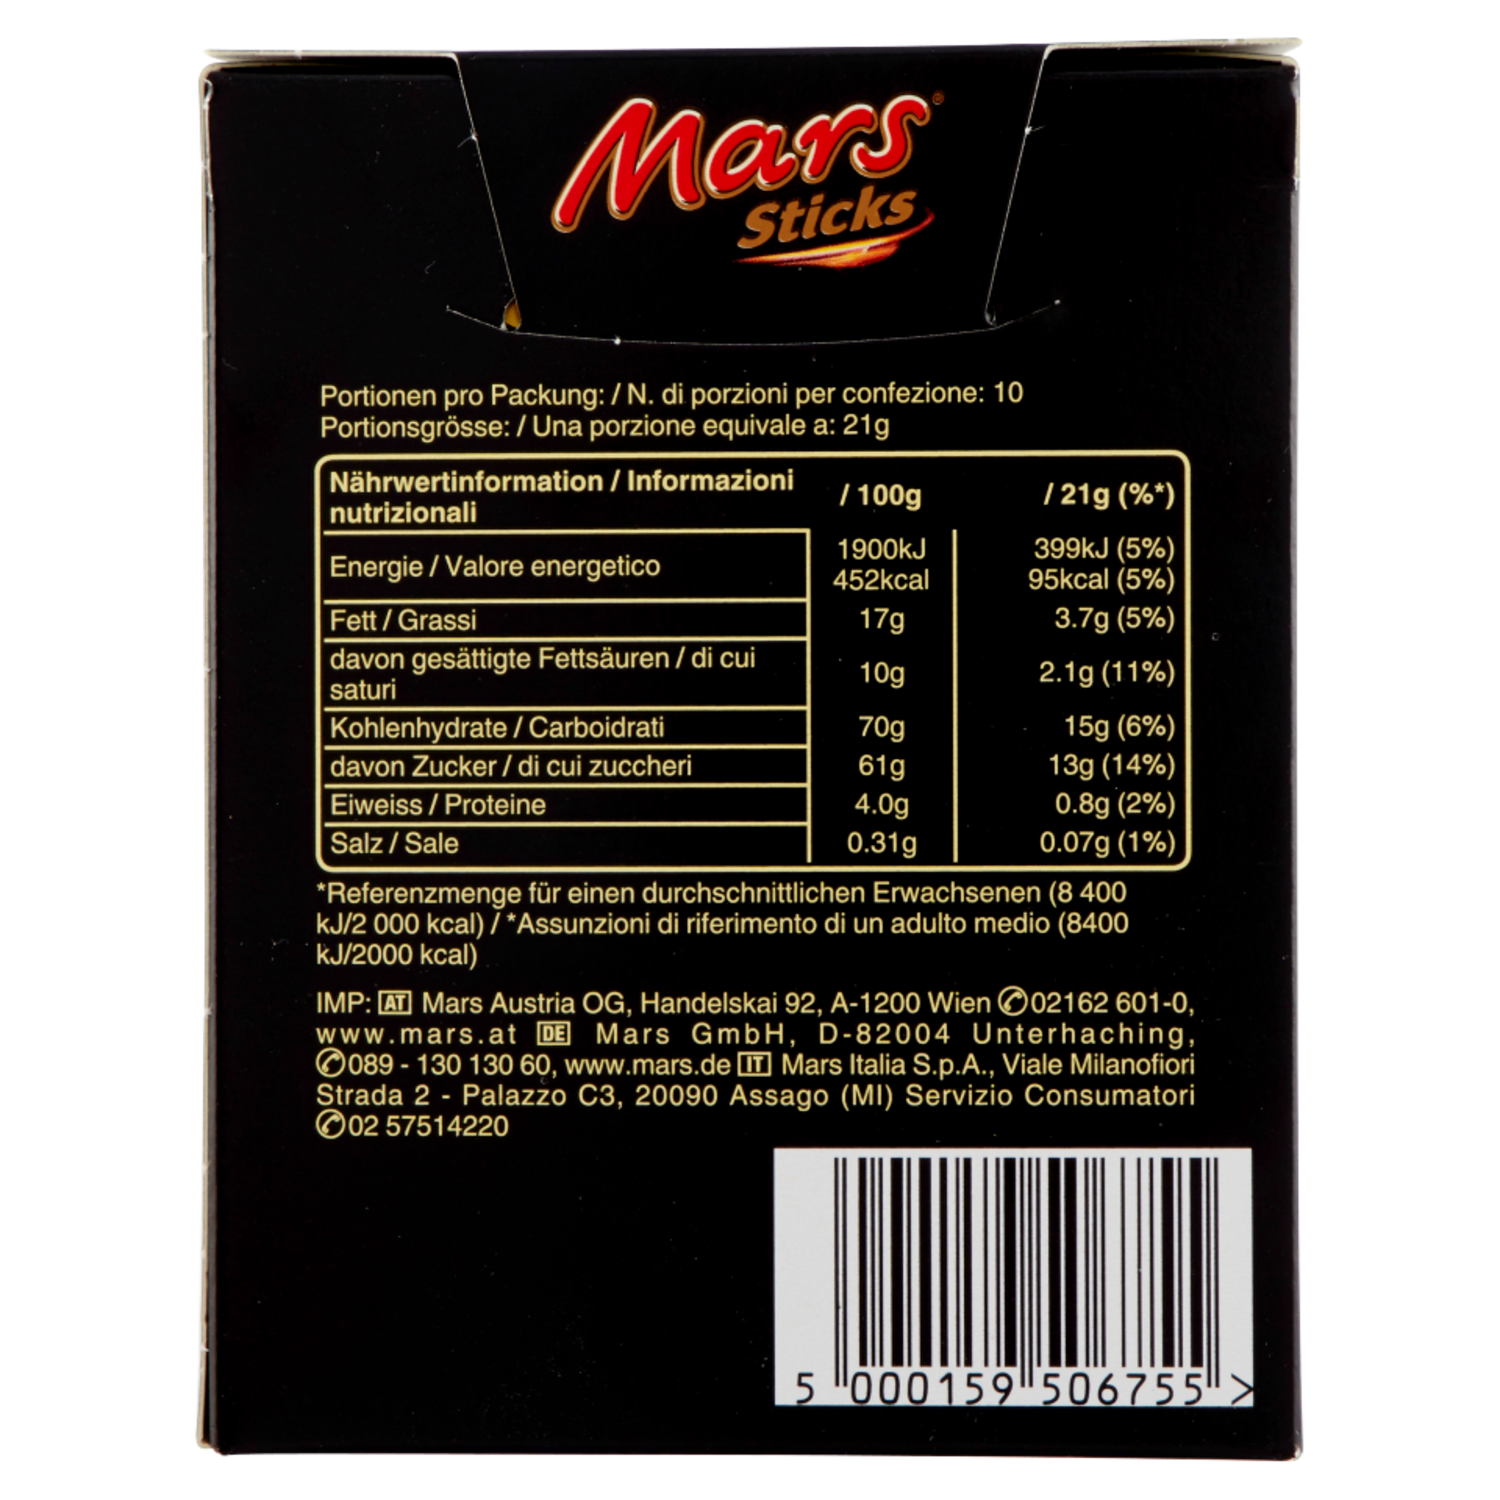 Mars®
Sticks
Portionen pro Packung: / N. di porzioni per confezione: 10
Portionsgrösse: / Una porzione equivale a: 21g
Nährwertinformation / Informazioni nutrizionali / 100g / 21g (%*)
Energie / Valore energetico 1900kJ 399kJ (5%)
452kcal 95kcal (5%)
Fett / Grassi 17g 3.7g (5%)
davon gesättigte Fettsäuren / di cui saturi 10g 2.1g (11%)
Kohlenhydrate / Carboidrati 70g 15g (6%)
davon Zucker / di cui zuccheri 61g 13g (14%)
Eiweiss / Proteine 4.0g 0.8g (2%)
Salz / Sale 0.31g 0.07g (1%)
*Referenzmenge für einen durchschnittlichen Erwachsenen (8 400
kJ/2 000 kcal) / *Assunzioni di riferimento di un adulto medio (8400
kJ/2000 kcal)
IMP: AT Mars Austria OG, Handelskai 92, A-1200 Wien ✆02162 601-0,
www.mars.at DE Mars GmbH, D-82004 Unterhaching,
✆089 - 130 130 60, www.mars.de IT Mars Italia S.p.A., Viale Milanofiori
Strada 2 - Palazzo C3, 20090 Assago (MI) Servizio Consumatori
✆02 57514220
5 000159 506755 >